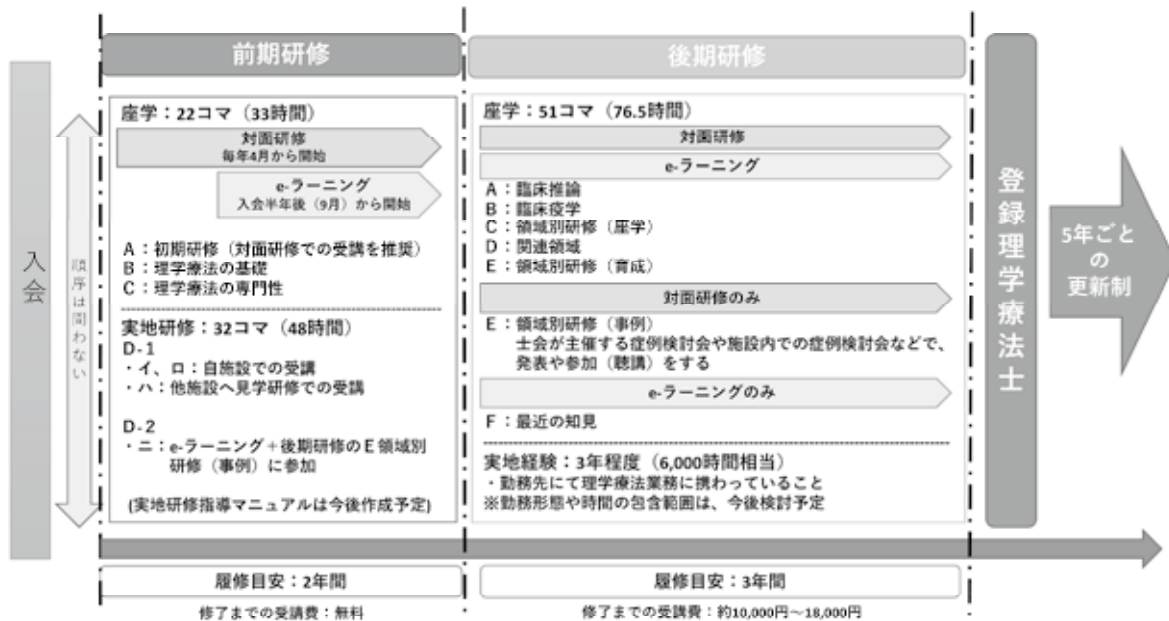 前期研修
後期研修
入会
順序は問わない
座学：22コマ（33時間）
対面研修
毎年4月から開始
e-ラーニング
入会半年後（9月）から開始
A：初期研修（対面研修での受講を推奨）
B：理学療法の基礎
C：理学療法の専門性
実地研修：32コマ（48時間）
D-1
・イ、ロ：自施設での受講
・ハ：他施設へ見学研修での受講
D-2
・ニ：e-ラーニング＋後期研修のE領域別
研修（事例）に参加
(実地研修指導マニュアルは今後作成予定)
座学：51コマ（76.5時間）
対面研修
e-ラーニング
A：臨床推論
B：臨床疫学
C：領域別研修（座学）
D：関連領域
E：領域別研修（育成）
対面研修のみ
E：領域別研修（事例）
士会が主催する症例検討会や施設内での症例検討会などで、
発表や参加（聴講）をする
e-ラーニングのみ
F：最近の知見
実地経験：3年程度（6,000時間相当）
・勤務先にて理学療法業務に携わっていること
※勤務形態や時間の包含範囲は、今後検討予定
登録理学療法士
5年ごと
の
更新制
履修目安：2年間
履修目安：3年間
修了までの受講費：無料
修了までの受講費：約10,000円～18,000円